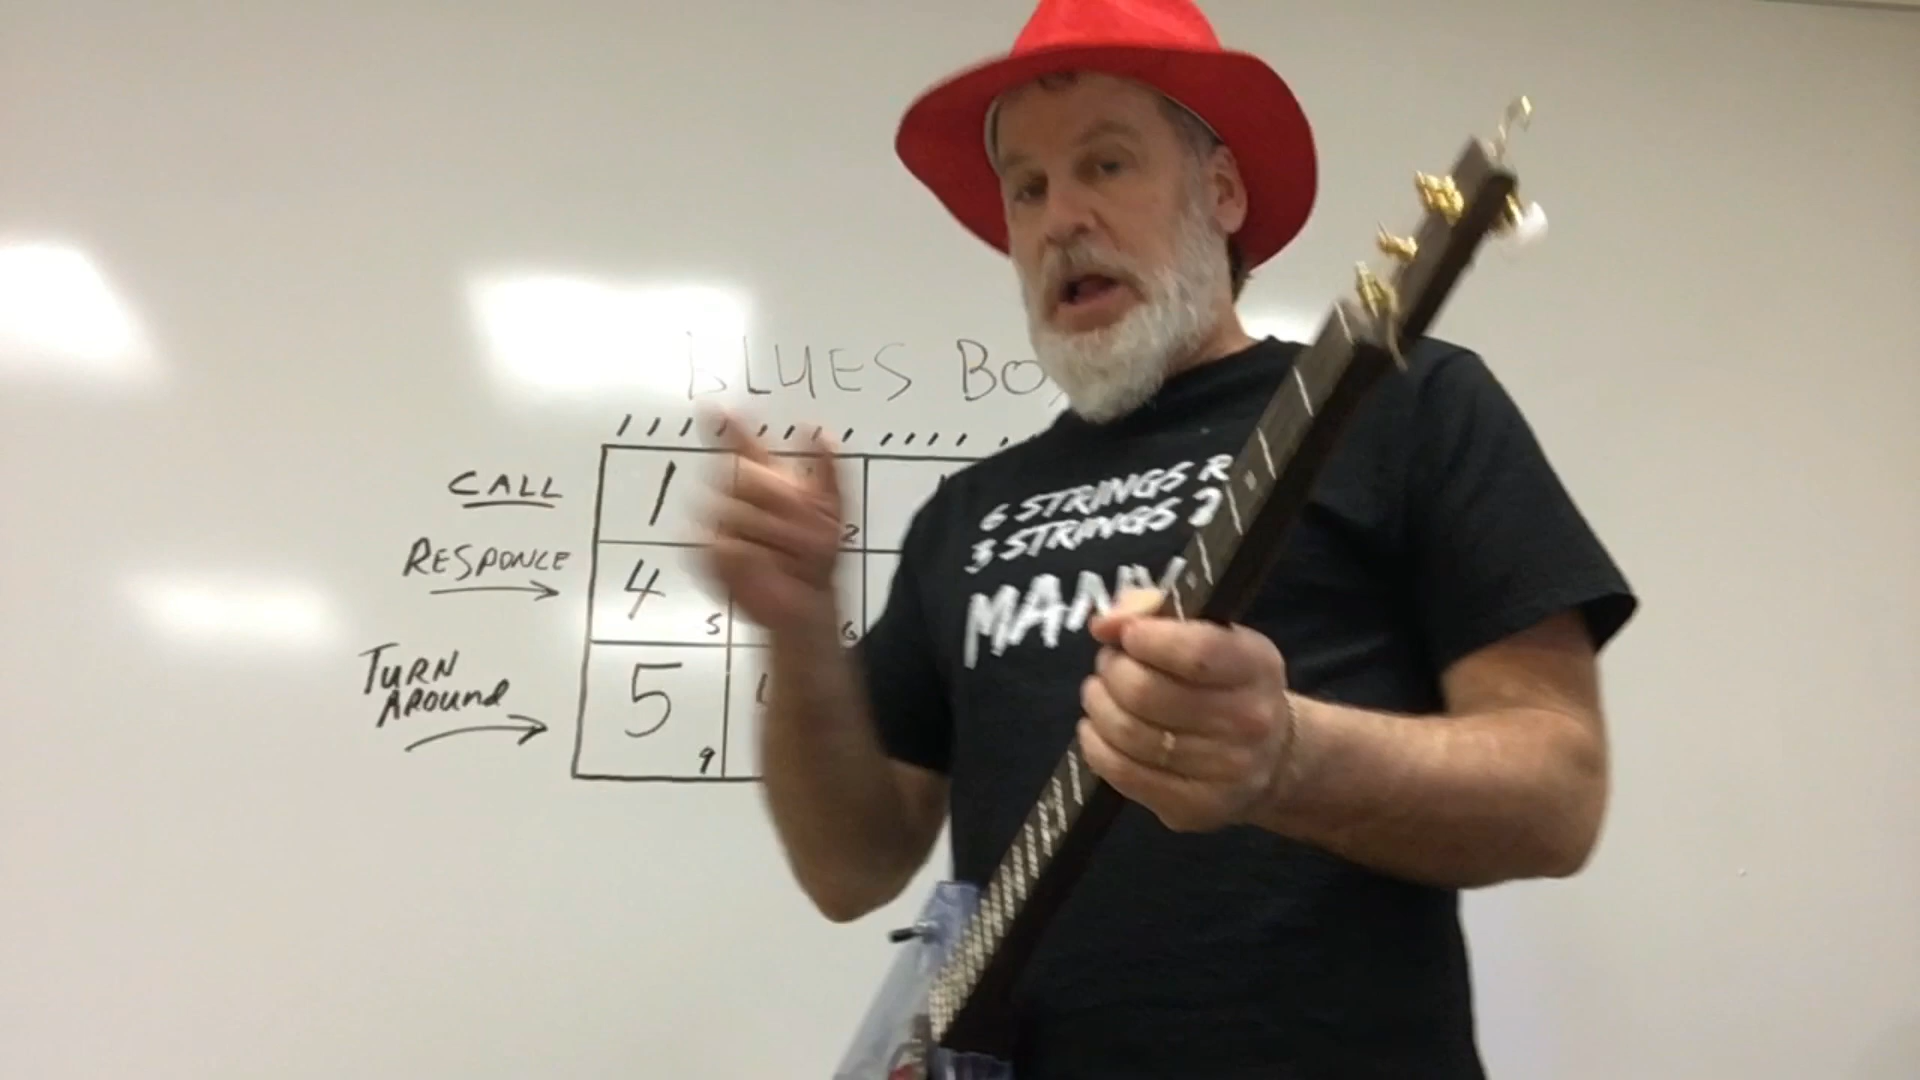 BLUES BO
CALL
1
2
RESPONCE
4
5
6
TURN
AROUND
5
9
6 STRINGS R
3 STRINGS 2
MANY